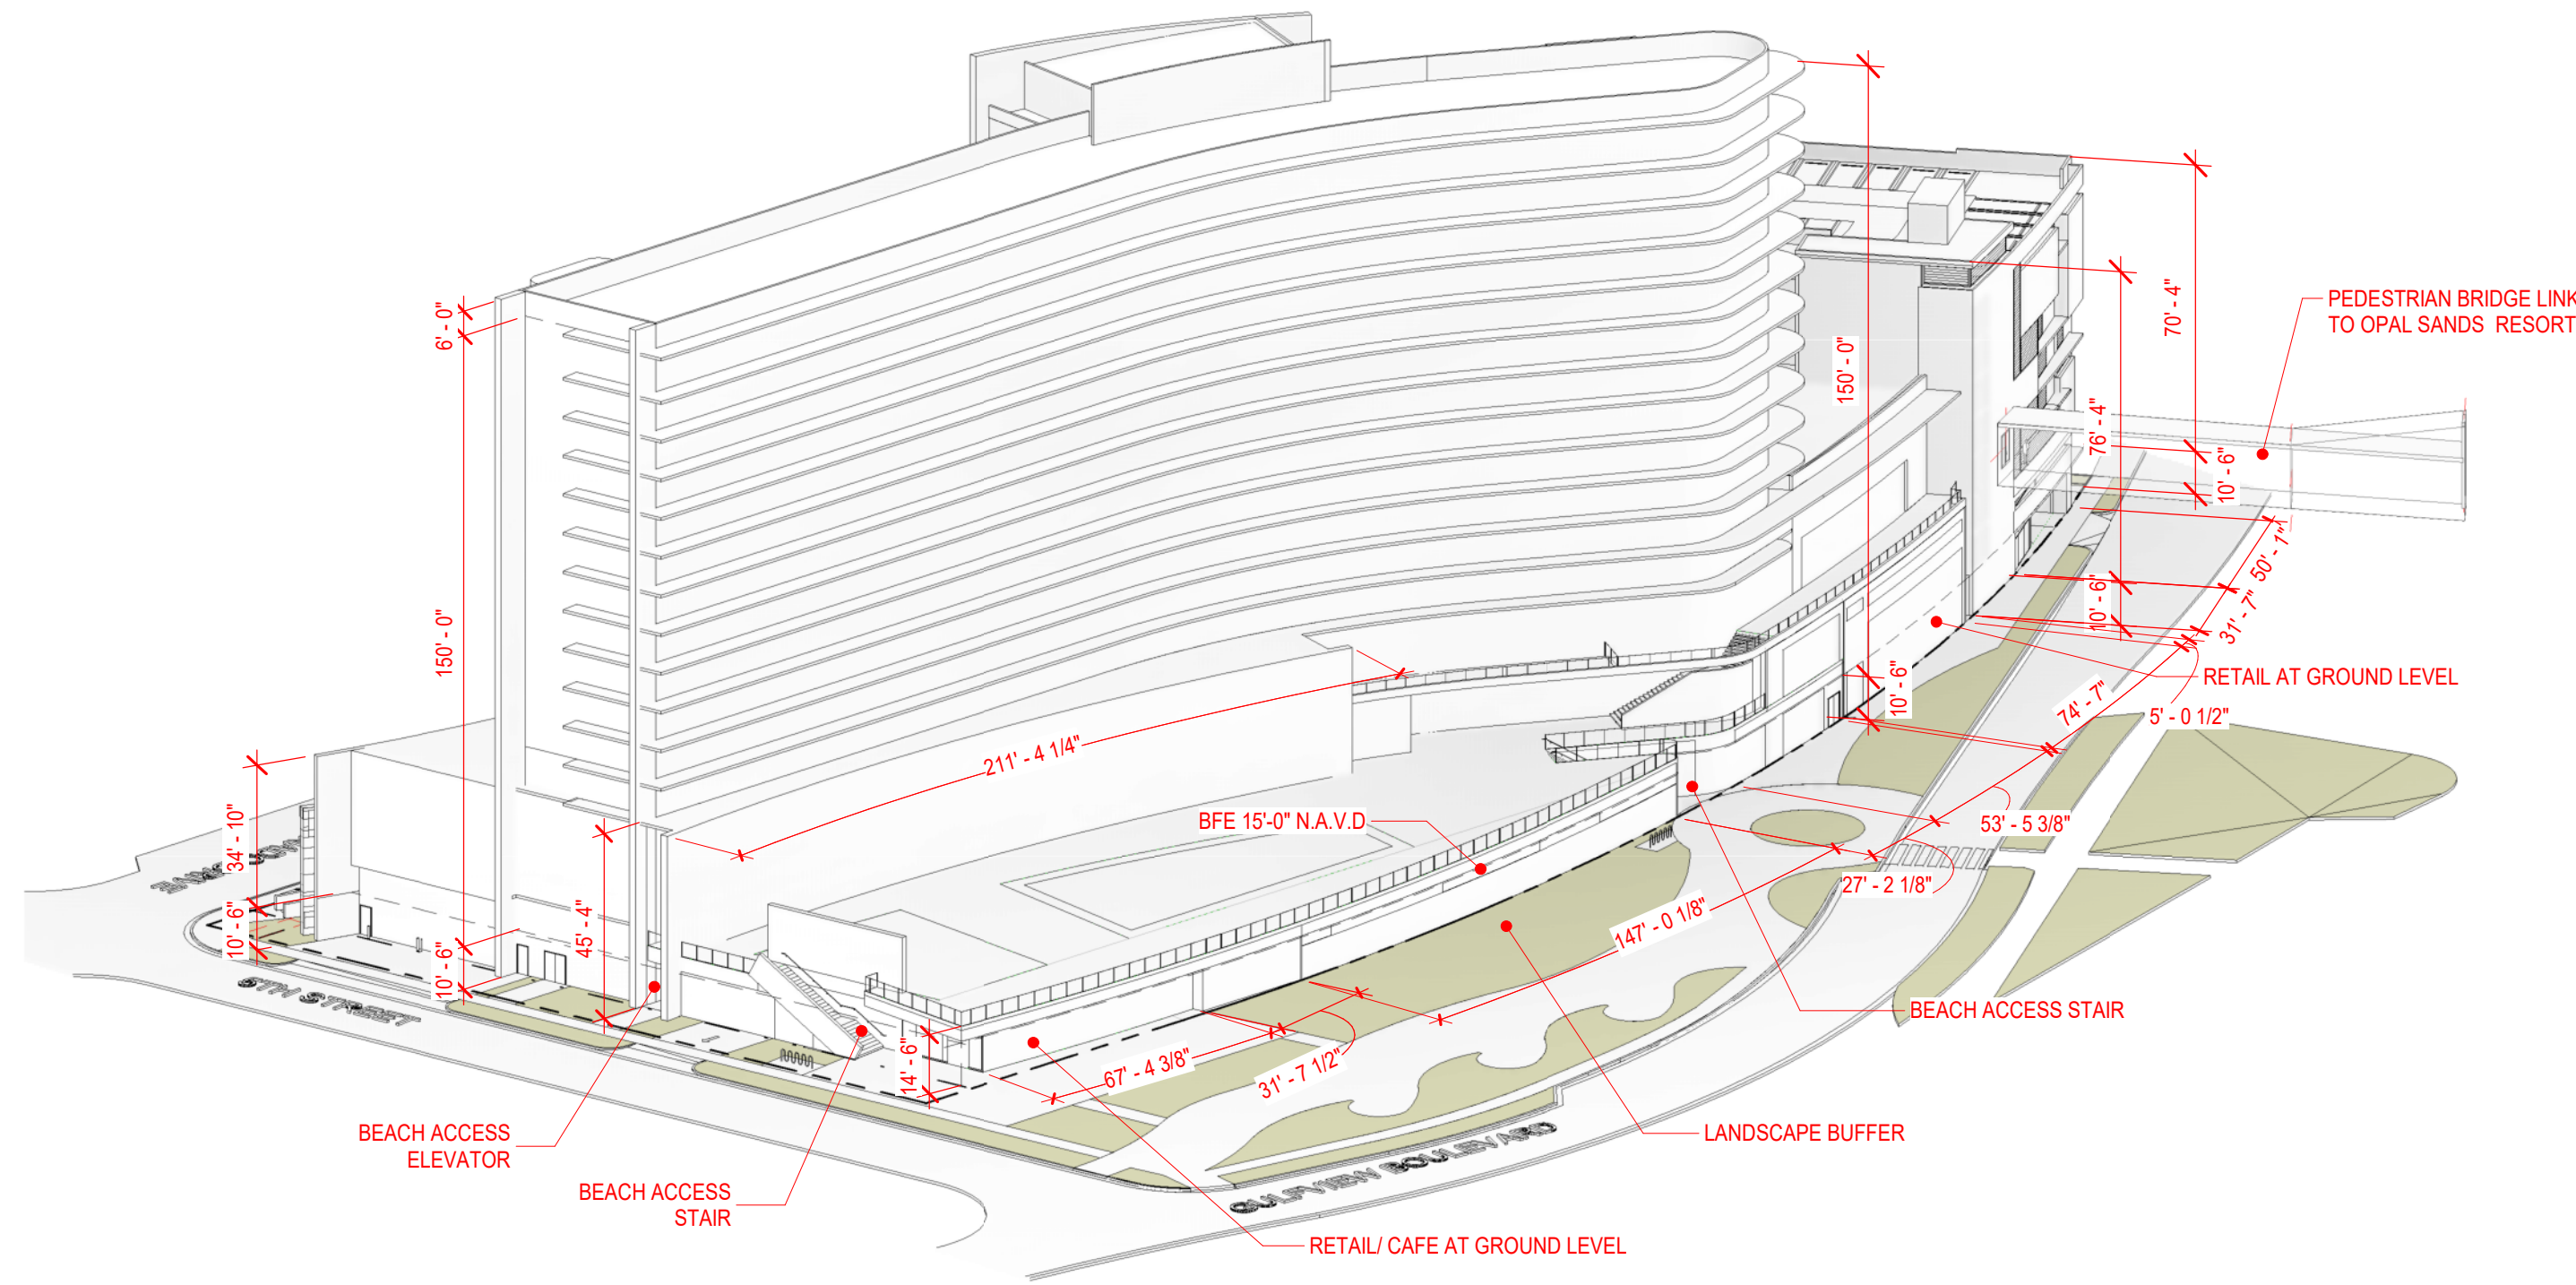 6' - 0"
150' - 0"
150' - 0"
70' - 4"
76' - 4"
PEDESTRIAN BRIDGE LINK
TO OPAL SANDS RESORT
10' - 6"
50' - 1"
10' - 6"
31' - 7"
RETAIL AT GROUND LEVEL
10' - 6"
74' - 7"
5' - 0 1/2"
211' - 4 1/4"
BFE 15'-0" N.A.V.D
53' - 5 3/8"
27' - 2 1/8"
34' - 10"
10' - 6"
10' - 6"
45' - 4"
147' - 0 1/8"
5TH STREET
BEACH ACCESS STAIR
14' - 6"
67' - 4 3/8"
31' - 7 1/2"
BEACH ACCESS
ELEVATOR
LANDSCAPE BUFFER
GULFVIEW BOULEVARD
BEACH ACCESS
STAIR
RETAIL/ CAFE AT GROUND LEVEL